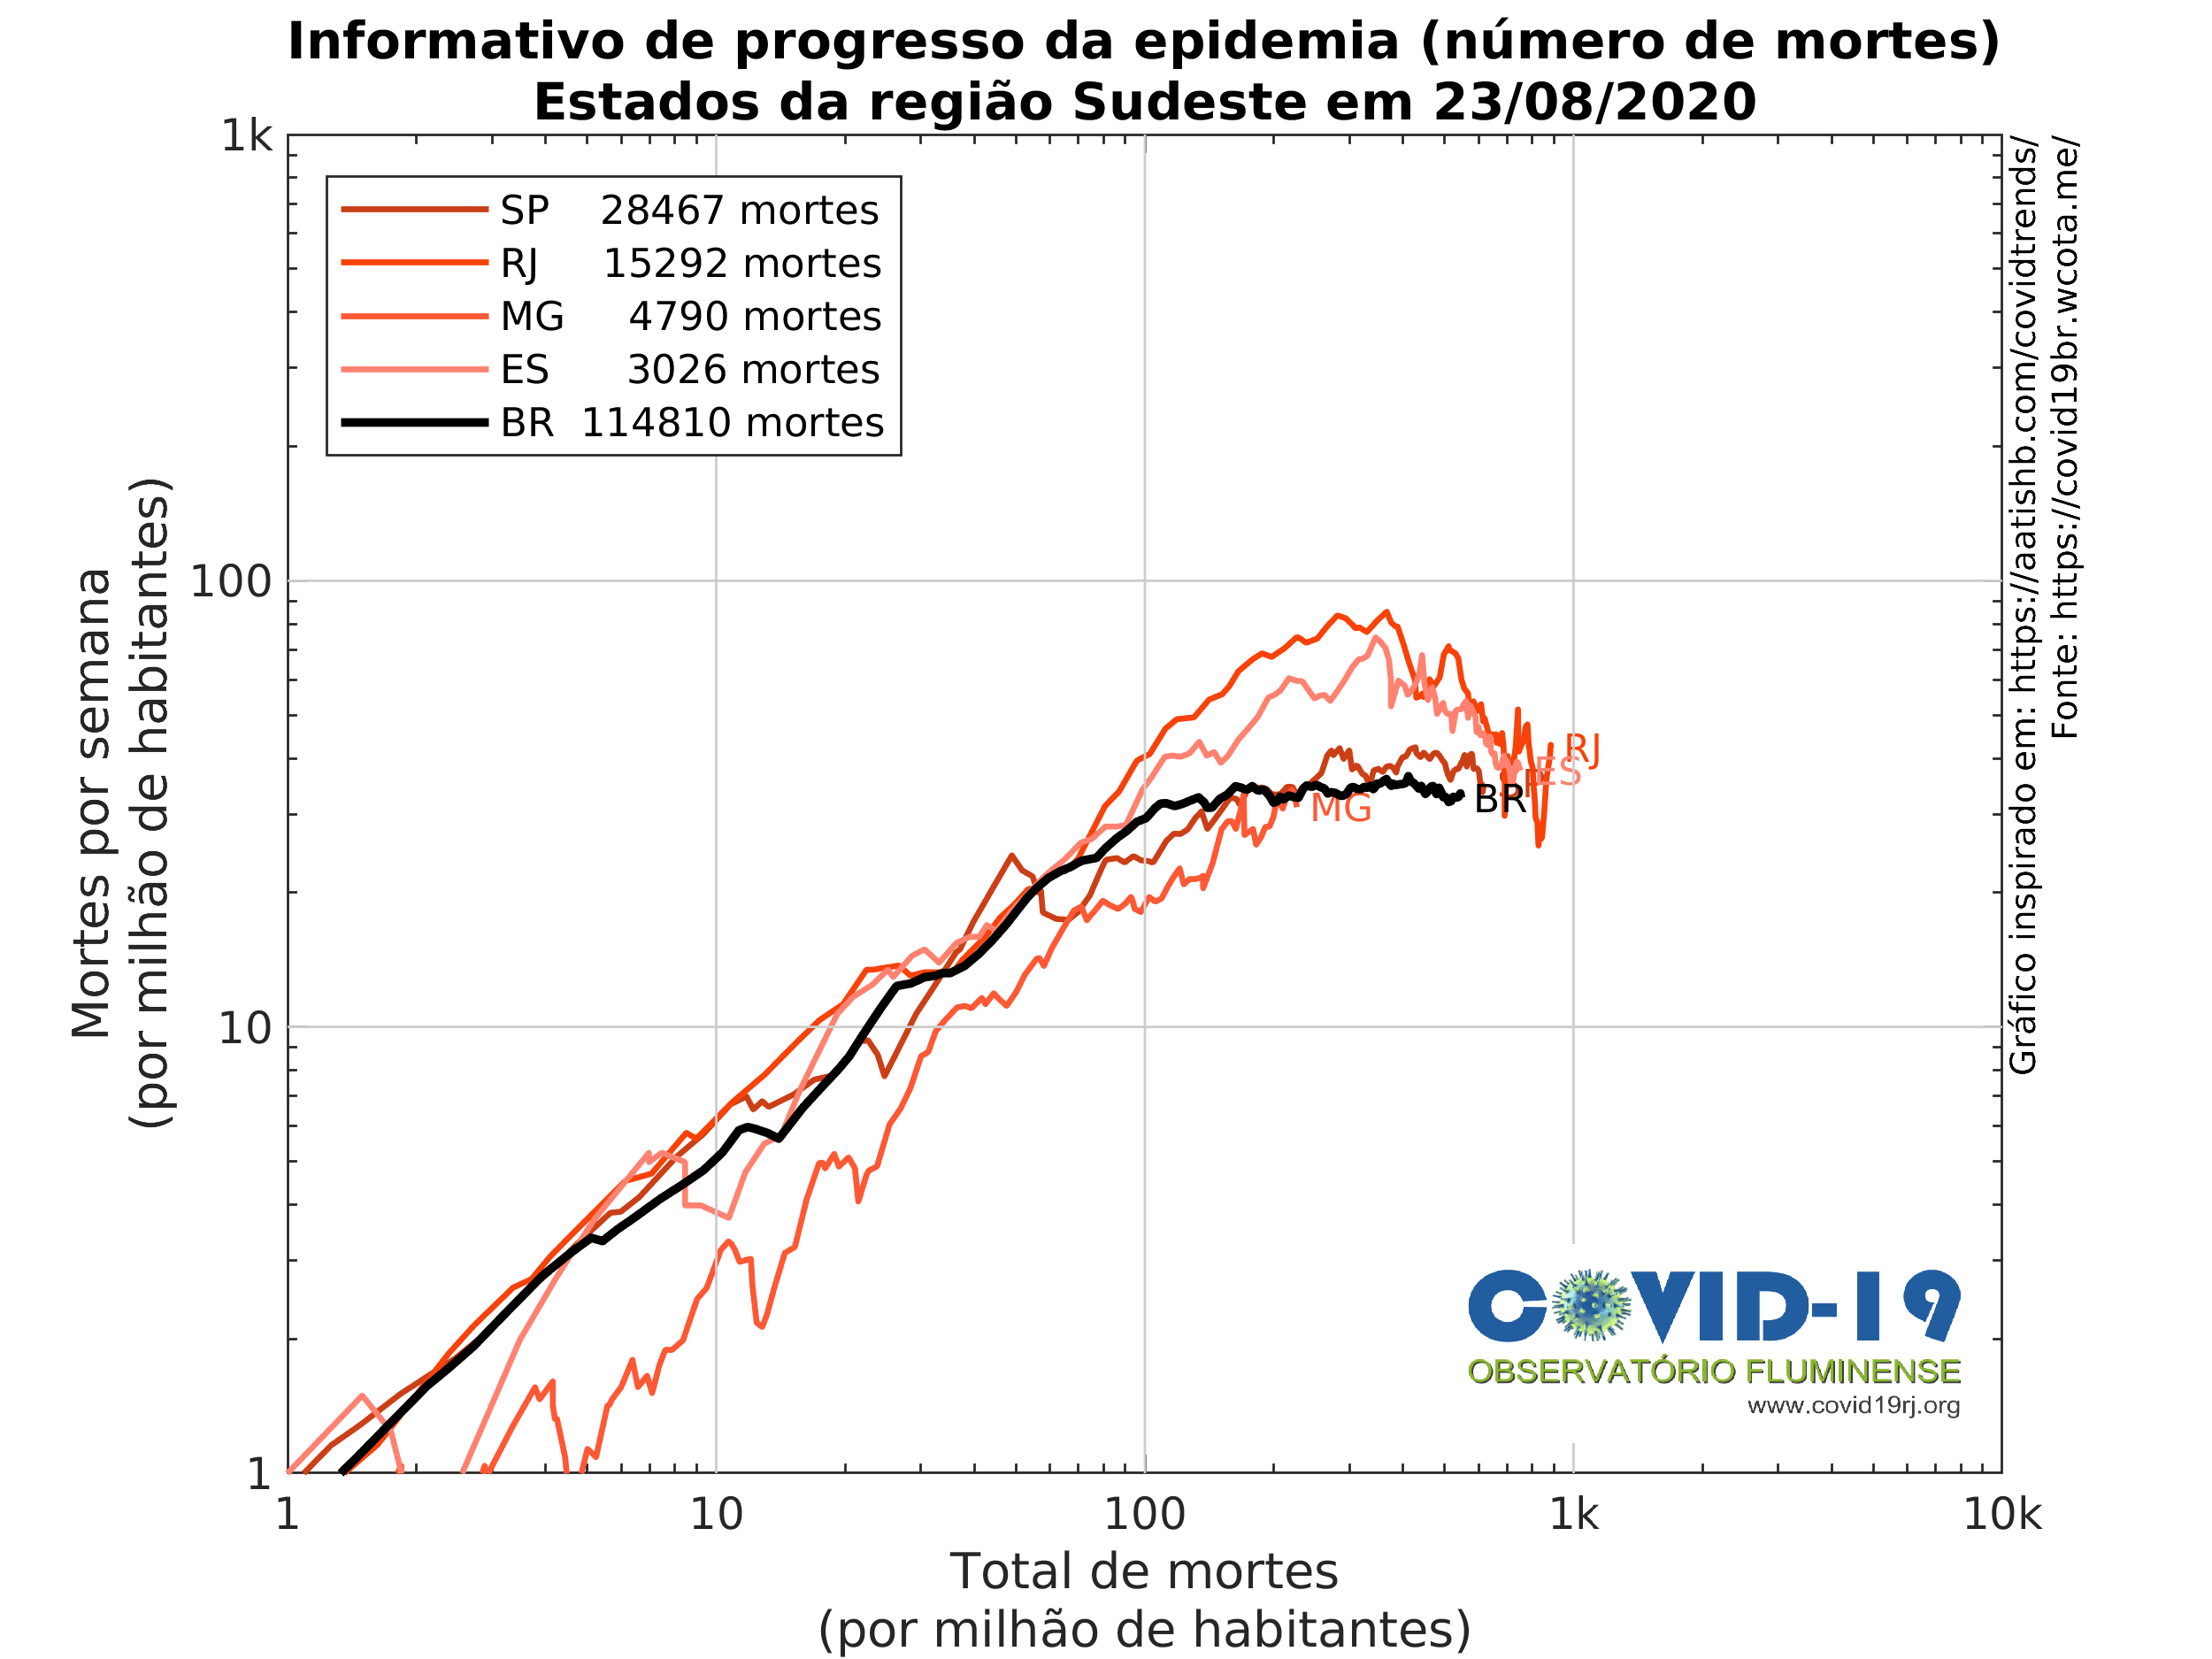 Informativo de progresso da epidemia (número de mortes)
Estados da região Sudeste em 23/08/2020
SP 28467 mortes
RJ 15292 mortes
MG 4790 mortes
ES 3026 mortes
BR 114810 mortes
1k
100
10
1
Mortes por semana
(por milhão de habitantes)
1
10
100
1k
10k
Total de mortes
(por milhão de habitantes)
RJ
ES
BR
MG
Gráfico inspirado em: https://aatishb.com/covidtrends/
Fonte: https://covid19br.wcota.me/
COVID-19
OBSERVATÓRIO FLUMINENSE
www.covid19rj.org